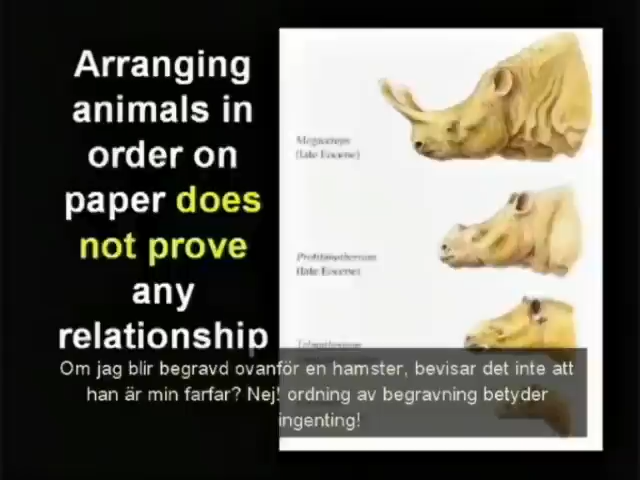 Arranging
animals in
order on
paper does
not prove
any
relationship
Megacerops
(late Eocene)
Protitanotherium
(late Eocene)
Om jag blir begravd ovanför en hamster, bevisar det inte att
han är min farfar? Nej! ordning av begravning betyder
ingenting!